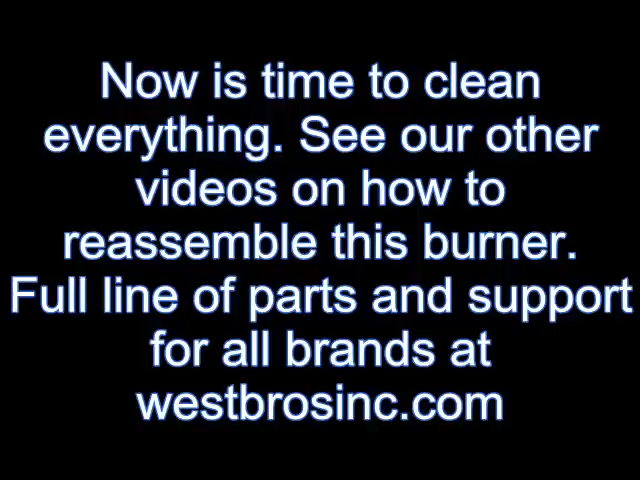 Now is time to clean
everything. See our other
videos on how to
reassemble this burner.
Full line of parts and support
for all brands at
westbrosinc.com